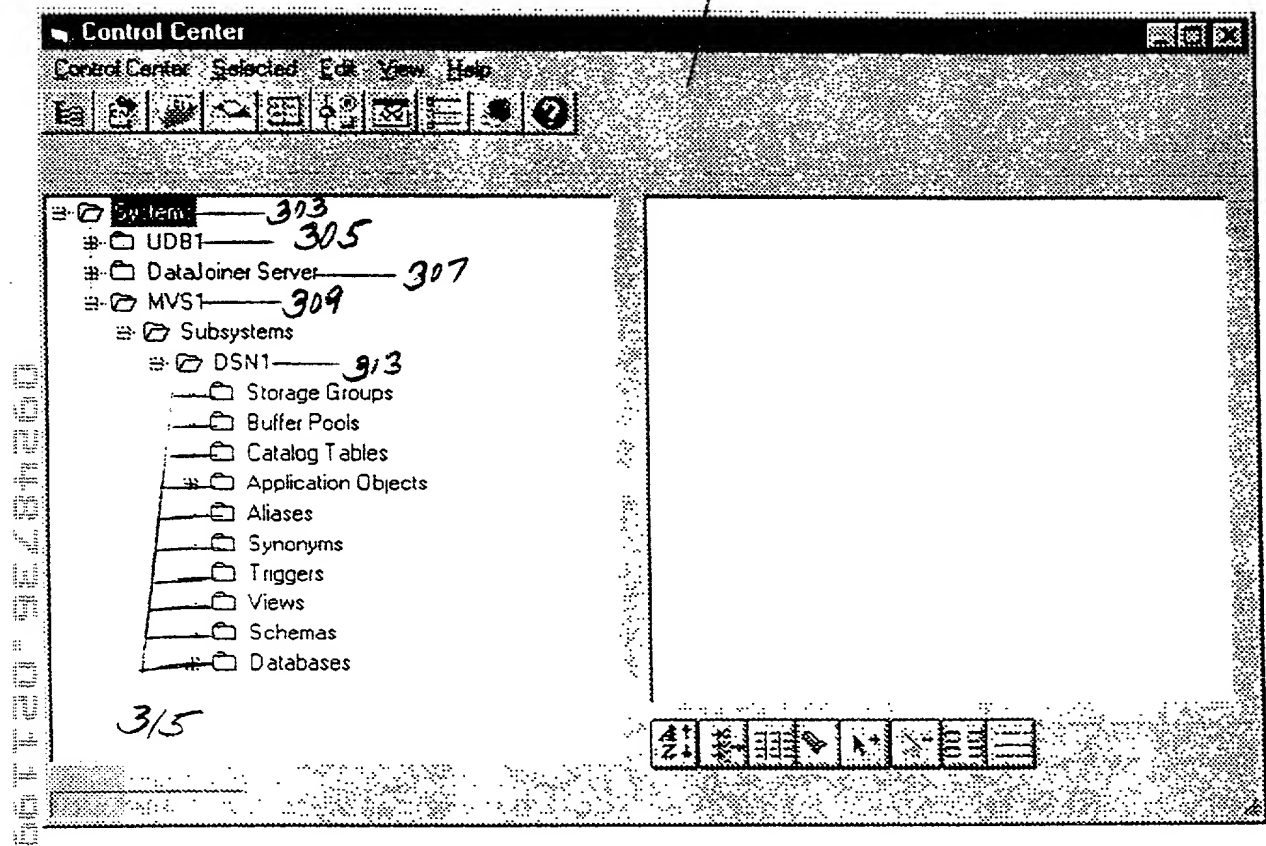 Control Center
Control Center Selected Edit View Help
Systems 303
UDB1 305
DataJoiner Server 307
MVS1 309
Subsystems
DSN1 313
Storage Groups
Buffer Pools
Catalog Tables
Application Objects
Aliases
Synonyms
Triggers
Views
Schemas
Databases
315